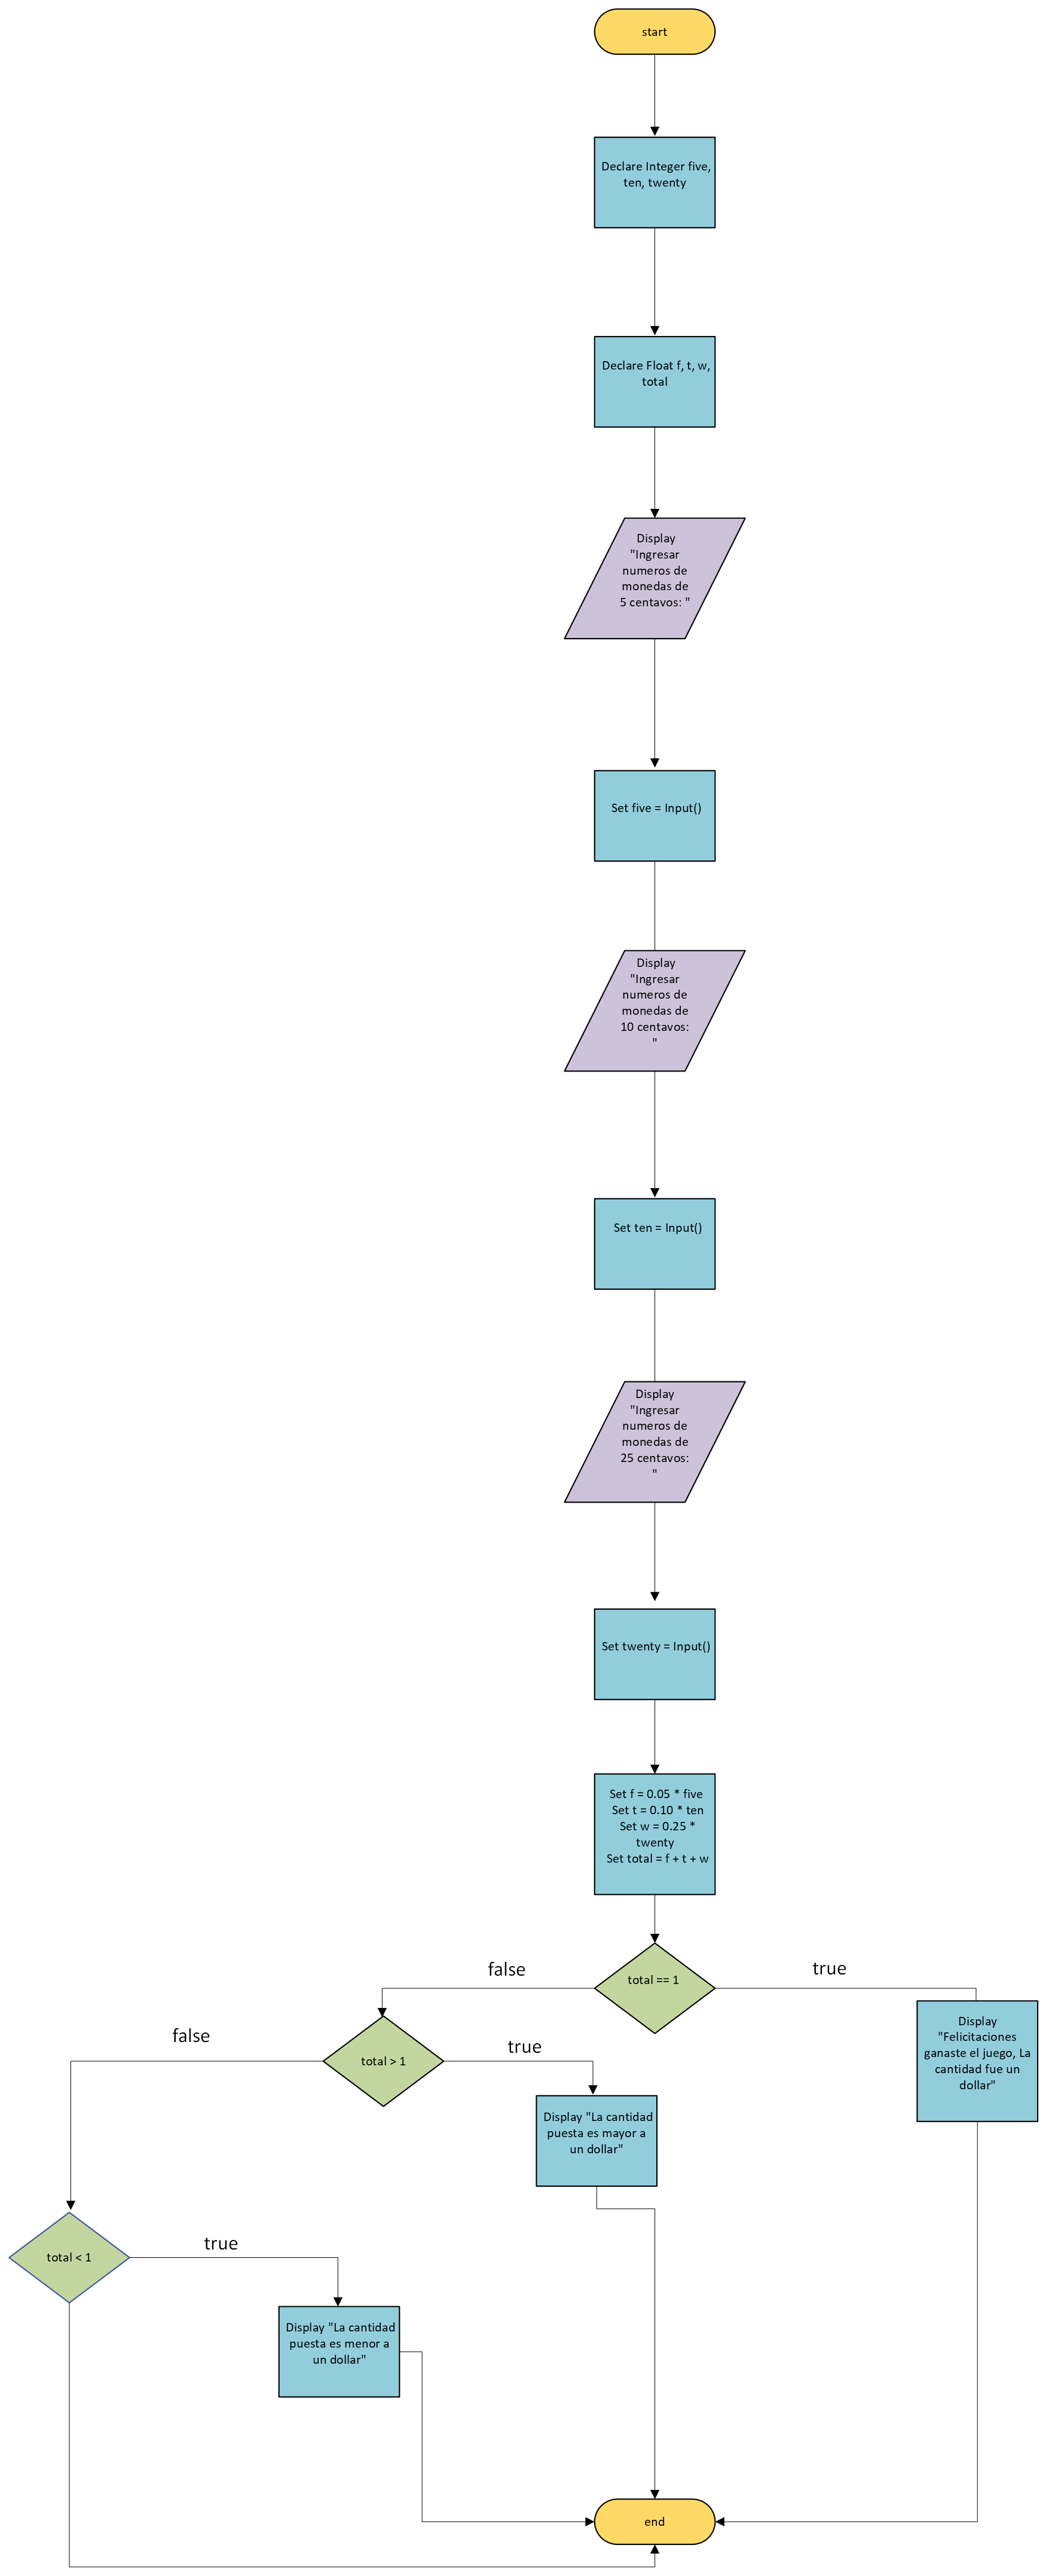 start
Declare Integer five,
ten, twenty
Declare Float f, t, w,
total
Display
"Ingresar
numeros de
monedas de
5 centavos: "
Set five = Input()
Display
"Ingresar
numeros de
monedas de
10 centavos:
"
Set ten = Input()
Display
"Ingresar
numeros de
monedas de
25 centavos:
"
Set twenty = Input()
Set f = 0.05 * five
Set t = 0.10 * ten
Set w = 0.25 *
twenty
Set total = f + t + w
total == 1
false
true
Display
"Felicitaciones
ganaste el juego, La
cantidad fue un
dollar"
total > 1
false
true
Display "La cantidad
puesta es mayor a
un dollar"
total < 1
true
Display "La cantidad
puesta es menor a
un dollar"
end